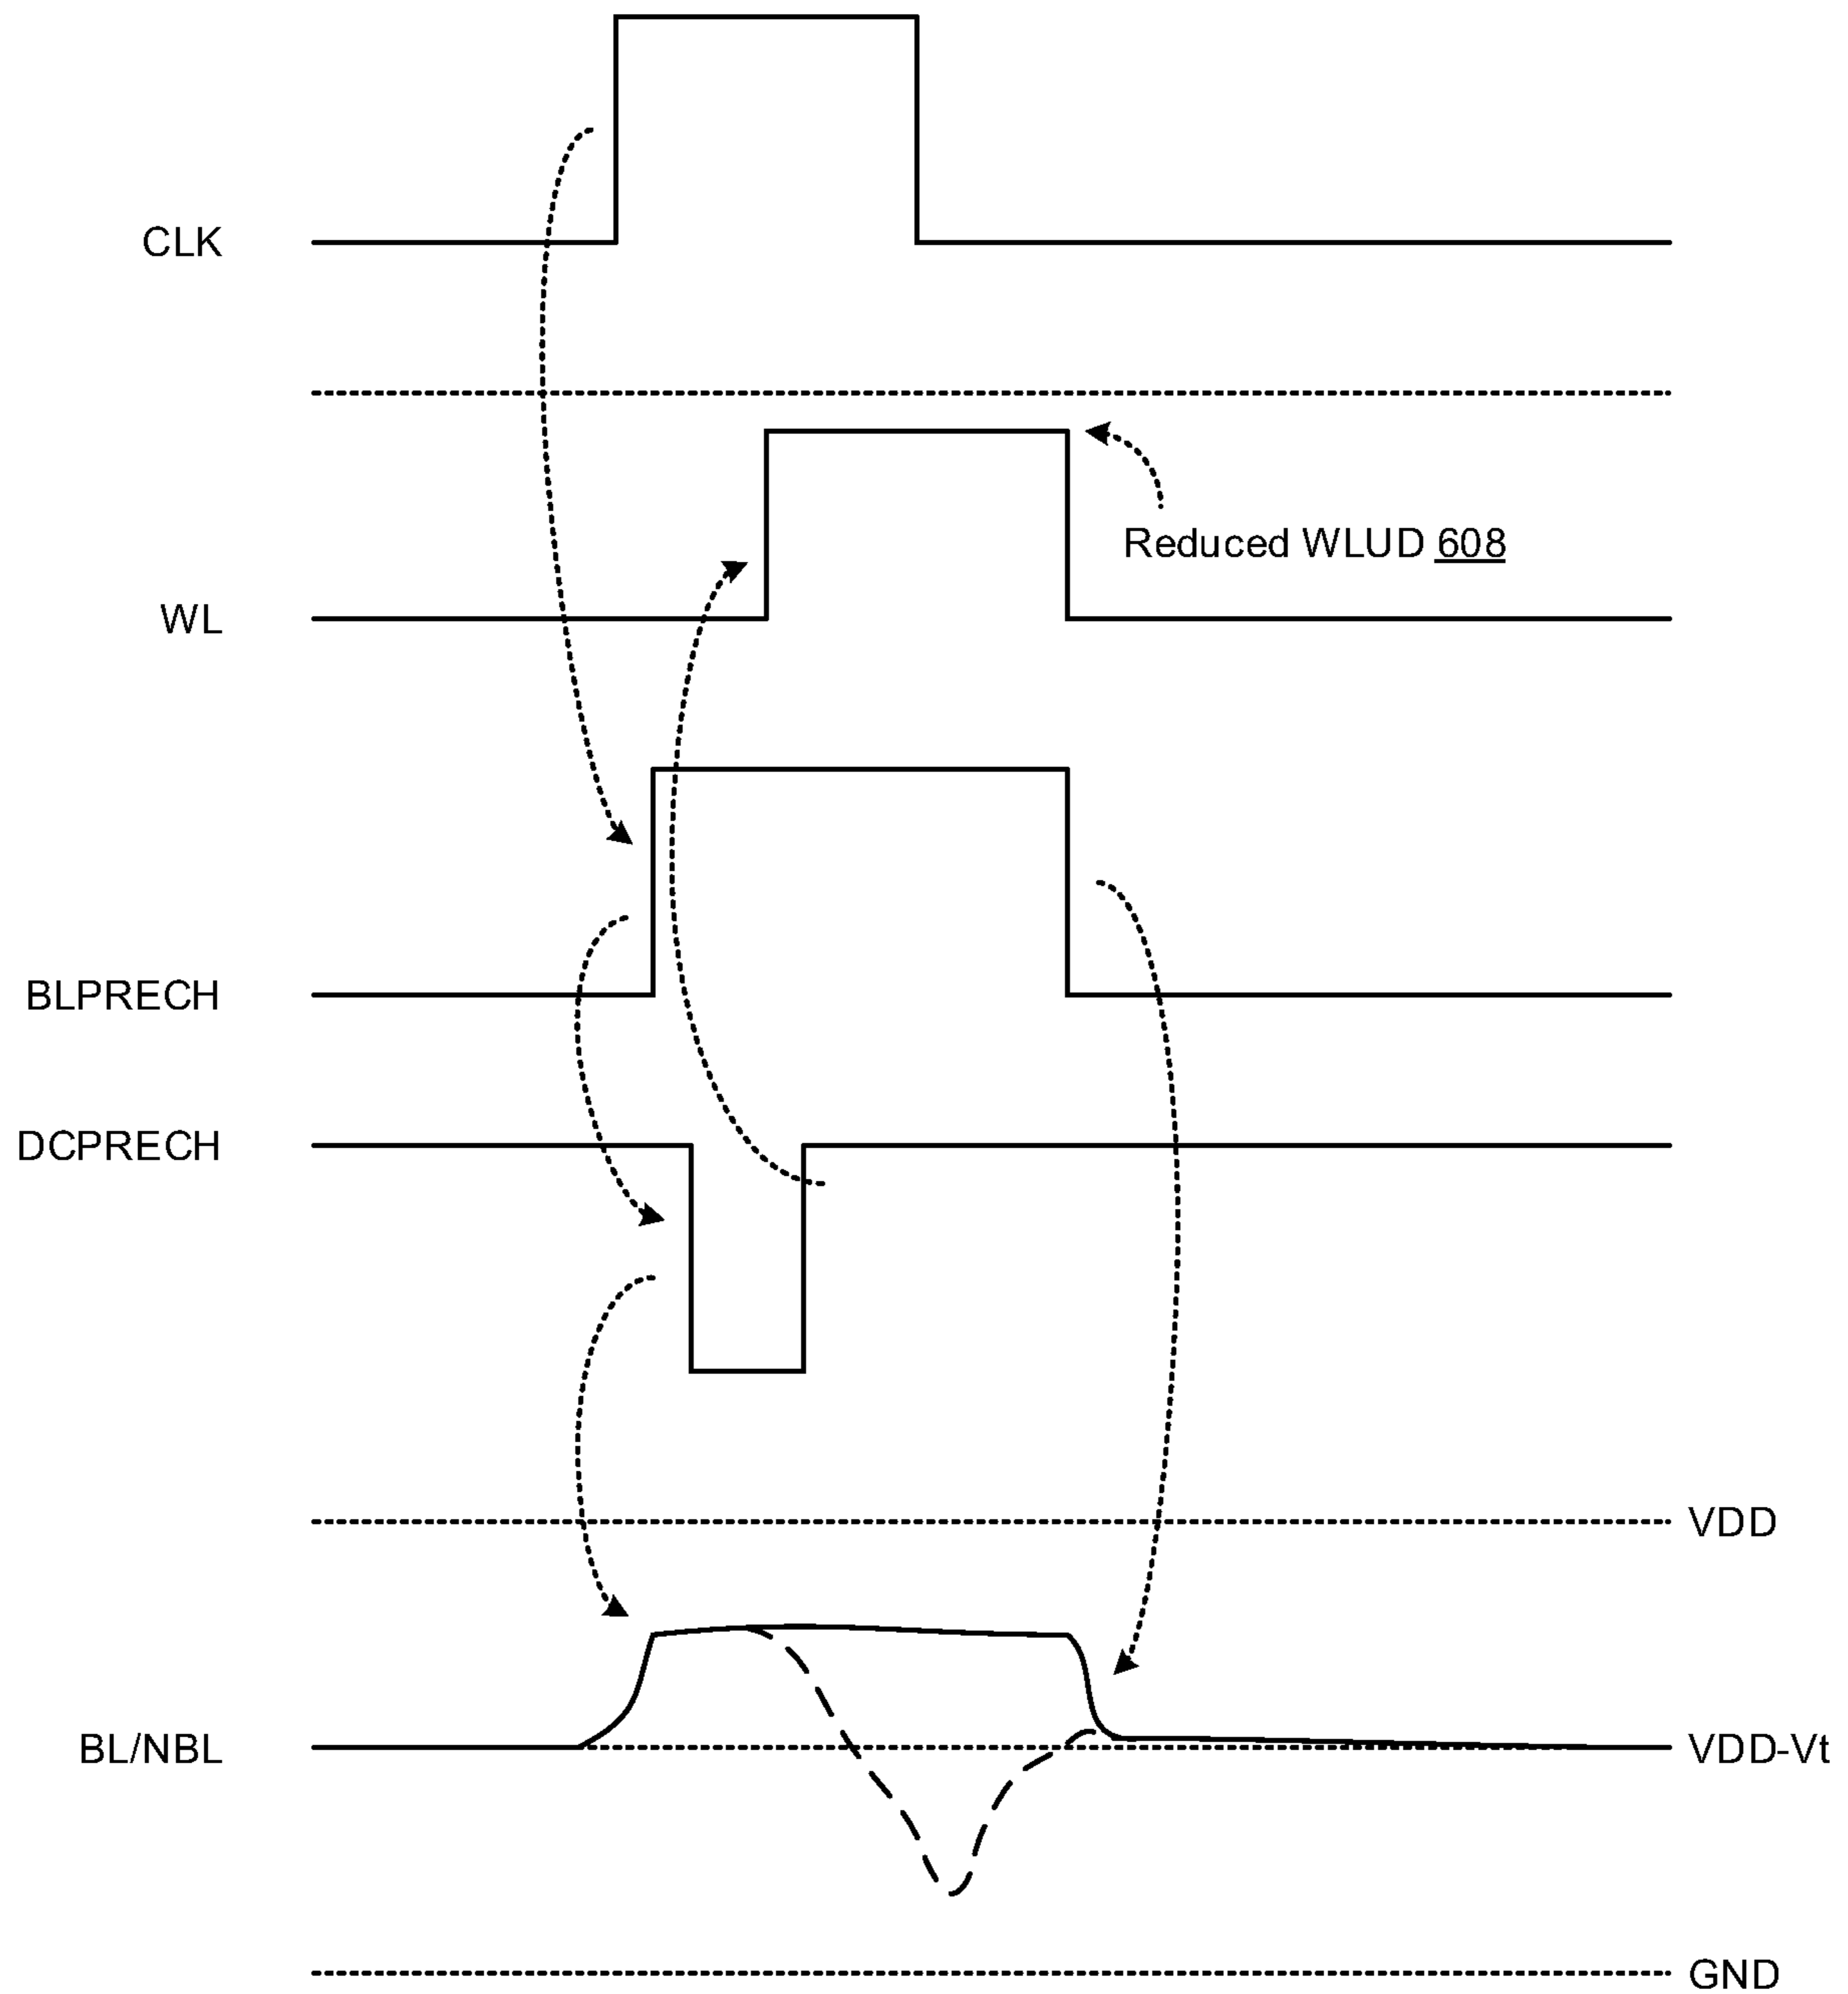 CLK
Reduced WLUD 608
WL
BLPRECH
DCPRECH
VDD
BL/NBL
VDD-Vt
GND